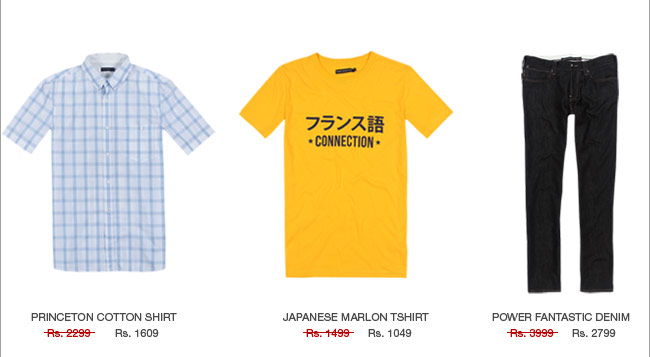 フランス語
★ CONNECTION ★
PRINCETON COTTON SHIRT
Rs. 2299 Rs. 1609
JAPANESE MARLON TSHIRT
Rs. 1499 Rs. 1049
POWER FANTASTIC DENIM
Rs. 3999 Rs. 2799